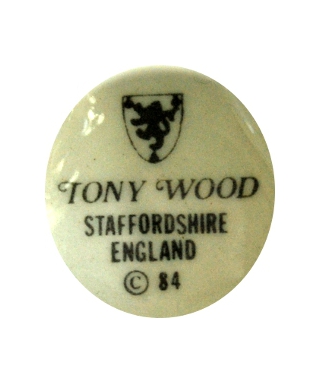 TONY WOOD
STAFFORDSHIRE
ENGLAND
© 84